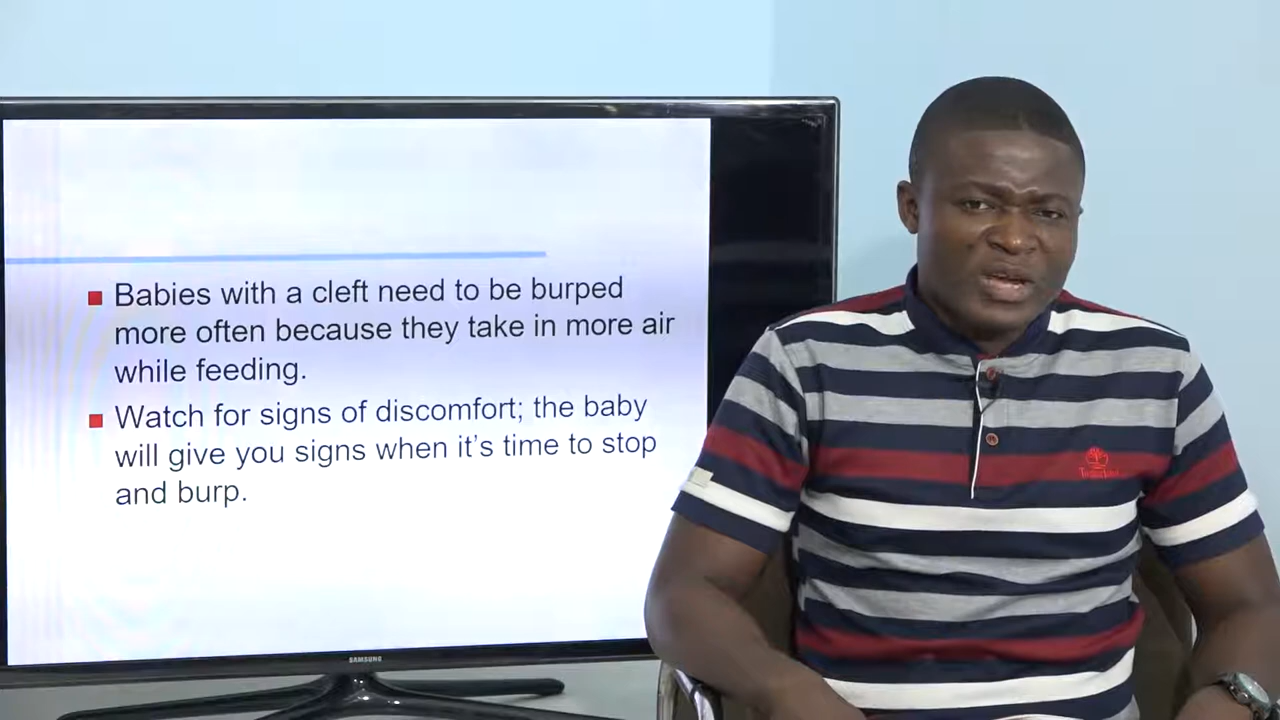 Babies with a cleft need to be burped
more often because they take in more air
while feeding.
Watch for signs of discomfort; the baby
will give you signs when it's time to stop
and burp.
SAMSUNG
Timberland